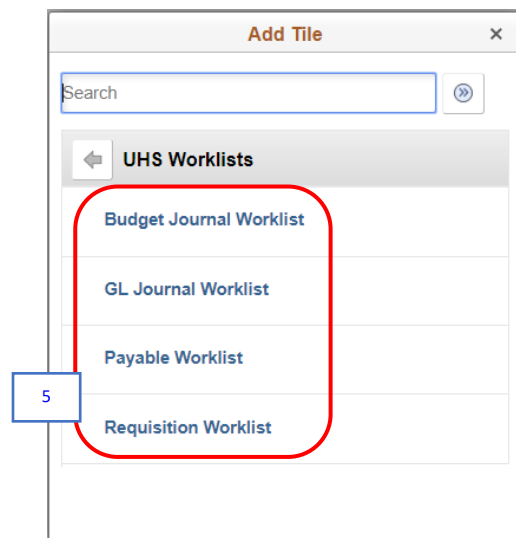 Add Tile ×
Search
UHS Worklists
Budget Journal Worklist
GL Journal Worklist
Payable Worklist
5
Requisition Worklist